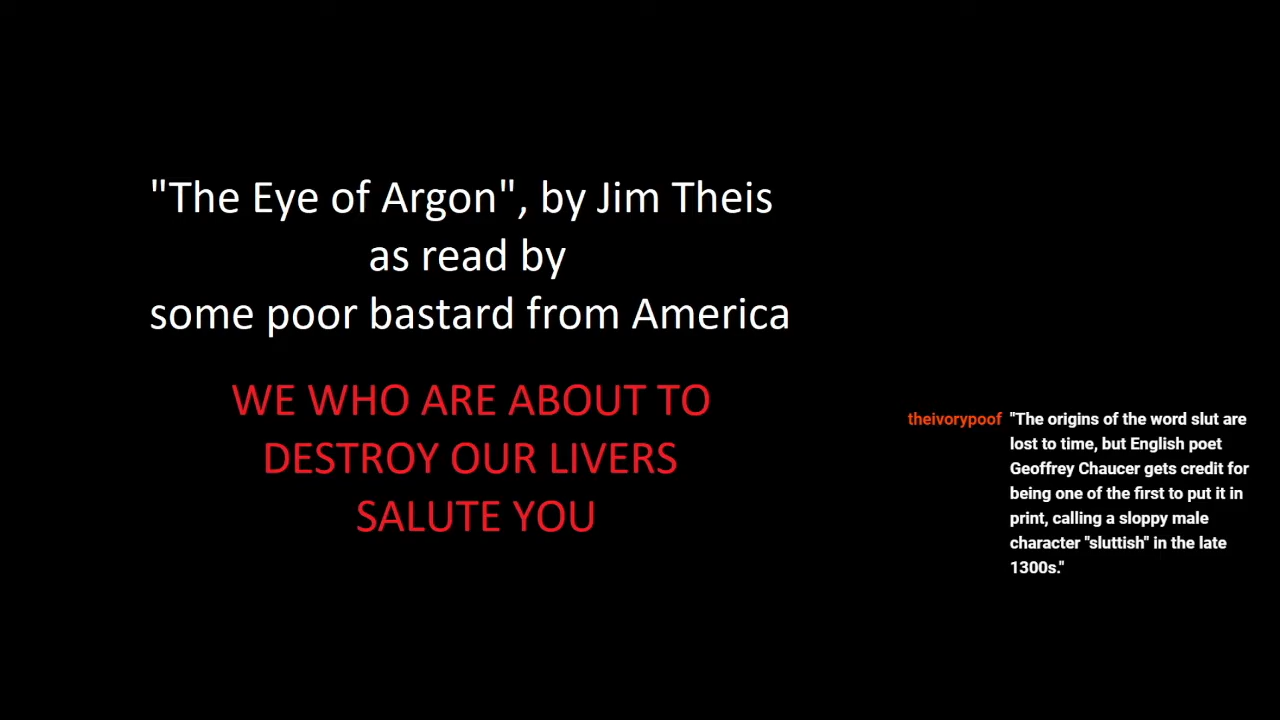 "The Eye of Argon", by Jim Theis
as read by
some poor bastard from America
WE WHO ARE ABOUT TO
DESTROY OUR LIVERS
SALUTE YOU
theivorypoof "The origins of the word slut are
lost to time, but English poet
Geoffrey Chaucer gets credit for
being one of the first to put it in
print, calling a sloppy male
character "sluttish" in the late
1300s."